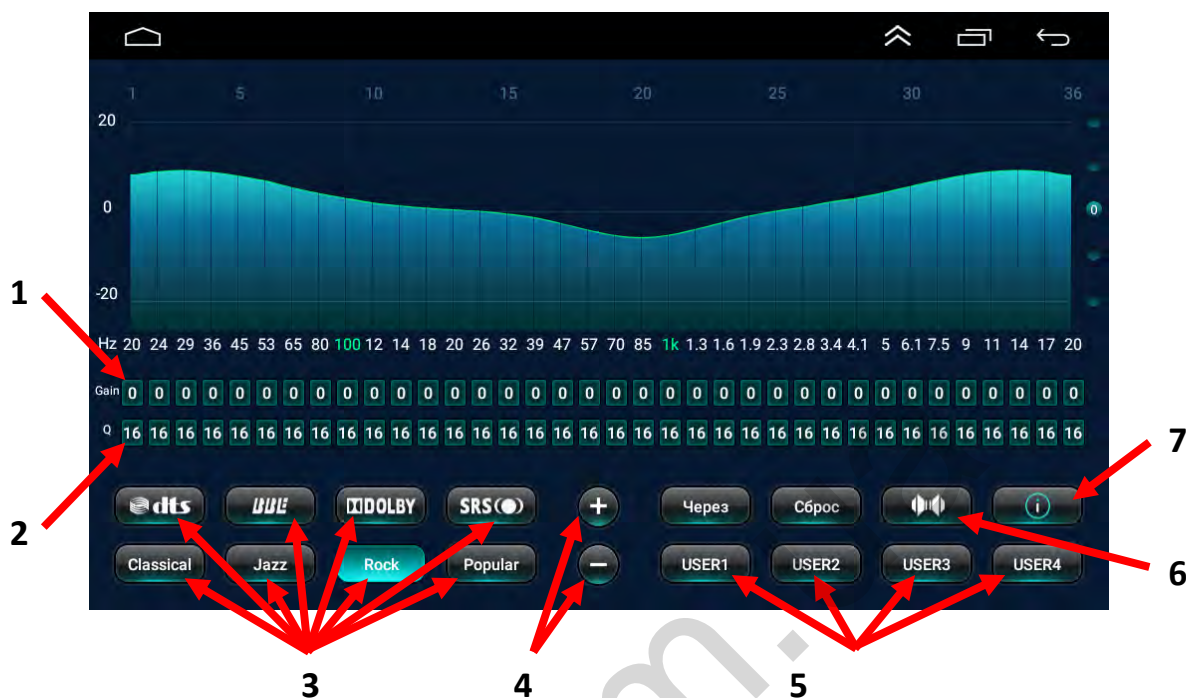 1 5 10 15 20 25 30 36
20
0
0
-20
1
Hz 20 24 29 36 45 53 65 80 100 12 14 18 20 26 32 39 47 57 70 85 1k 1.3 1.6 1.9 2.3 2.8 3.4 4.1 5 6.1 7.5 9 11 14 17 20
Gain 0 0 0 0 0 0 0 0 0 0 0 0 0 0 0 0 0 0 0 0 0 0 0 0 0 0 0 0 0 0 0 0 0 0 0 0
Q 16 16 16 16 16 16 16 16 16 16 16 16 16 16 16 16 16 16 16 16 16 16 16 16 16 16 16 16 16 16 16 16 16 16 16 16
7
2
dts BBE DOLBY SRS + Через Сброс i
Classical Jazz Rock Popular − USER1 USER2 USER3 USER4
6
3 4 5
m.